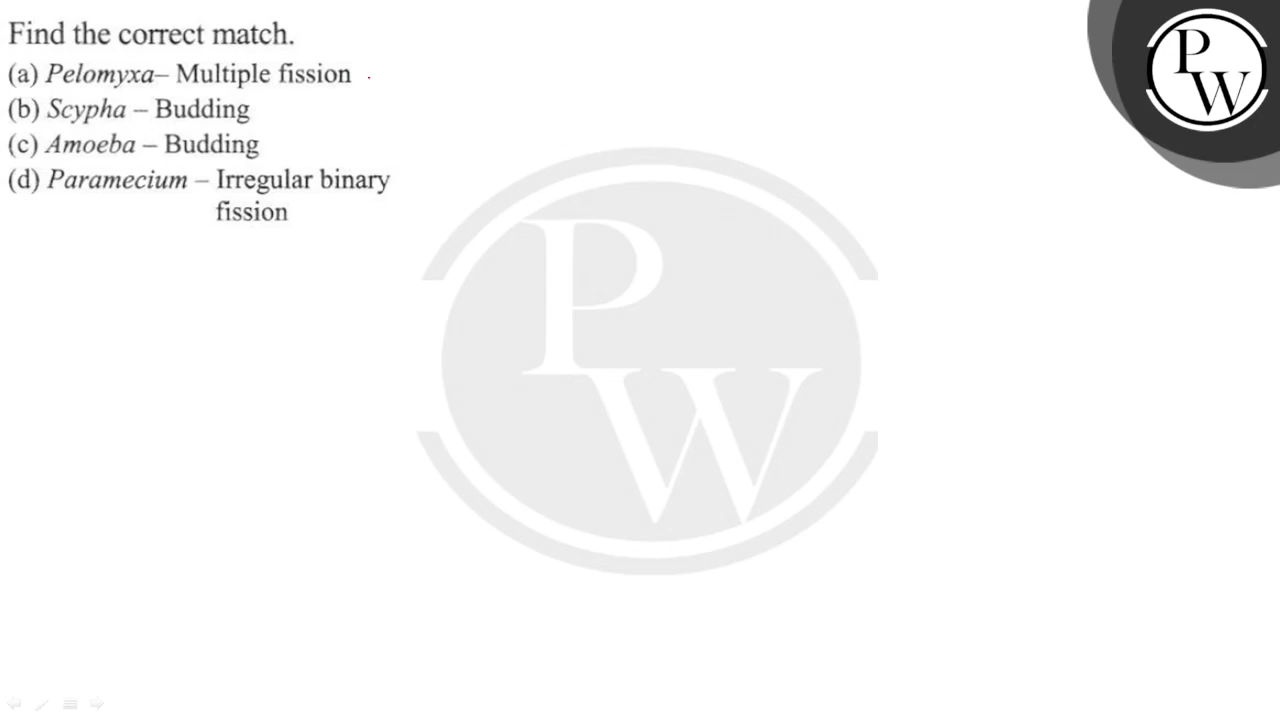 Find the correct match.
(a) Pelomyxa– Multiple fission
(b) Scypha – Budding
(c) Amoeba – Budding
(d) Paramecium – Irregular binary
fission
P
W
P
W